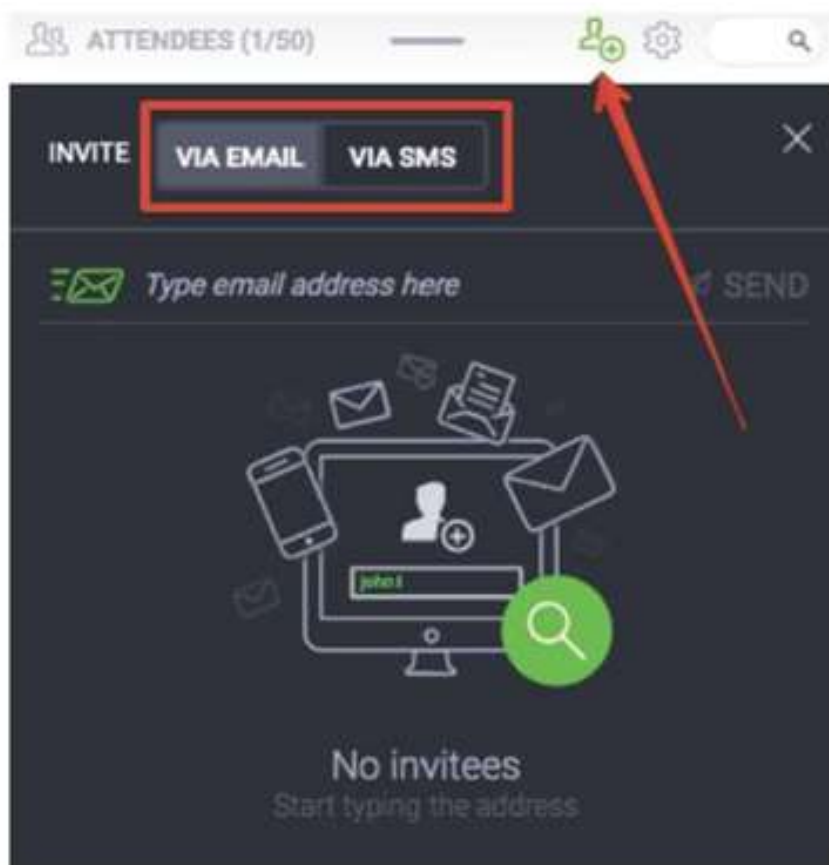 ATTENDEES (1/50)
INVITE VIA EMAIL VIA SMS
Type email address here SEND
john s
No invitees
Start typing the address